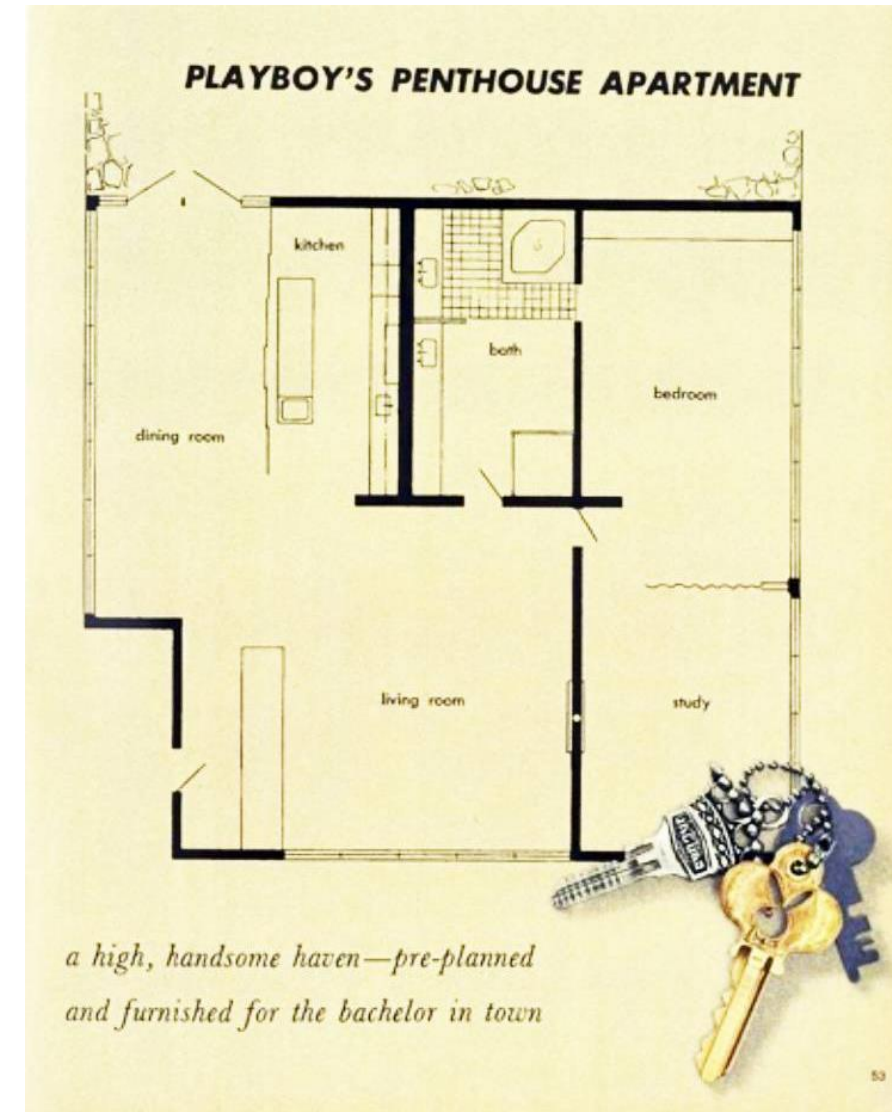 PLAYBOY'S PENTHOUSE APARTMENT
kitchen
bath
bedroom
dining room
living room
study
JAGUAR
a high, handsome haven—pre-planned
and furnished for the bachelor in town
53